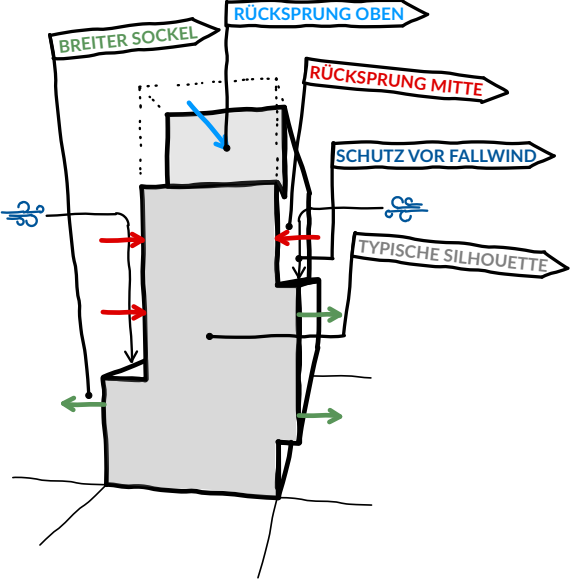 RÜCKSPRUNG OBEN
BREITER SOCKEL
RÜCKSPRUNG MITTE
SCHUTZ VOR FALLWIND
TYPISCHE SILHOUETTE